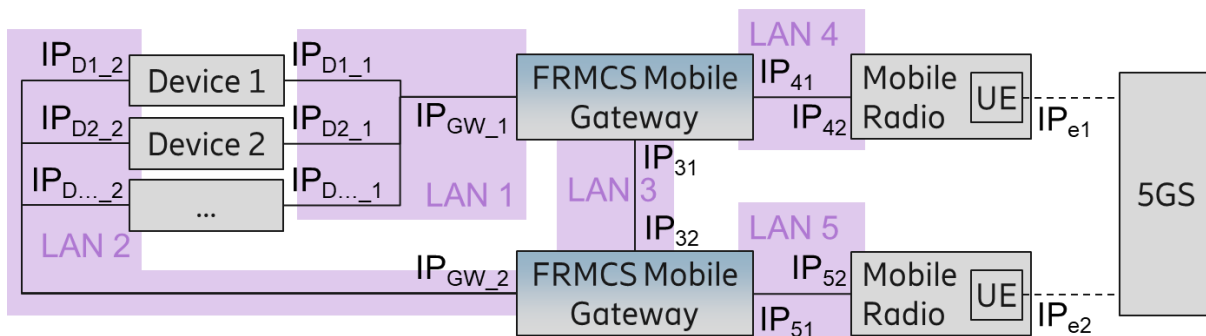 LAN 4
IP_D1_2
Device 1
IP_D1_1
FRMCS Mobile
Gateway
IP_41
Mobile
Radio
UE
IP_D2_2
Device 2
IP_D2_1
IP_GW_1
IP_42
IP_e1
IP_D..._2
...
IP_D..._1
LAN 1
IP_31
LAN 3
5GS
LAN 2
IP_32
LAN 5
IP_GW_2
FRMCS Mobile
Gateway
IP_52
Mobile
Radio
UE
IP_51
IP_e2